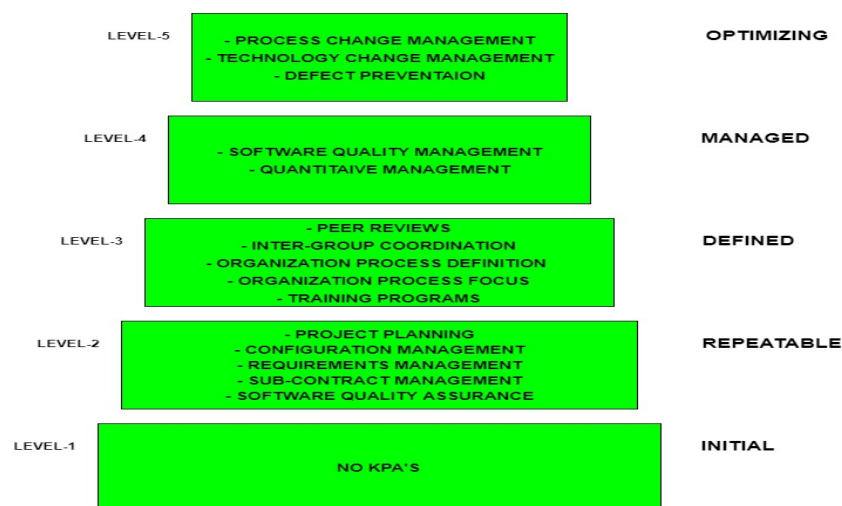 LEVEL-5
- PROCESS CHANGE MANAGEMENT
- TECHNOLOGY CHANGE MANAGEMENT
- DEFECT PREVENTAION
OPTIMIZING
LEVEL-4
- SOFTWARE QUALITY MANAGEMENT
- QUANTITAIVE MANAGEMENT
MANAGED
LEVEL-3
- PEER REVIEWS
- INTER-GROUP COORDINATION
- ORGANIZATION PROCESS DEFINITION
- ORGANIZATION PROCESS FOCUS
- TRAINING PROGRAMS
DEFINED
LEVEL-2
- PROJECT PLANNING
- CONFIGURATION MANAGEMENT
- REQUIREMENTS MANAGEMENT
- SUB-CONTRACT MANAGEMENT
- SOFTWARE QUALITY ASSURANCE
REPEATABLE
LEVEL-1
NO KPA'S
INITIAL